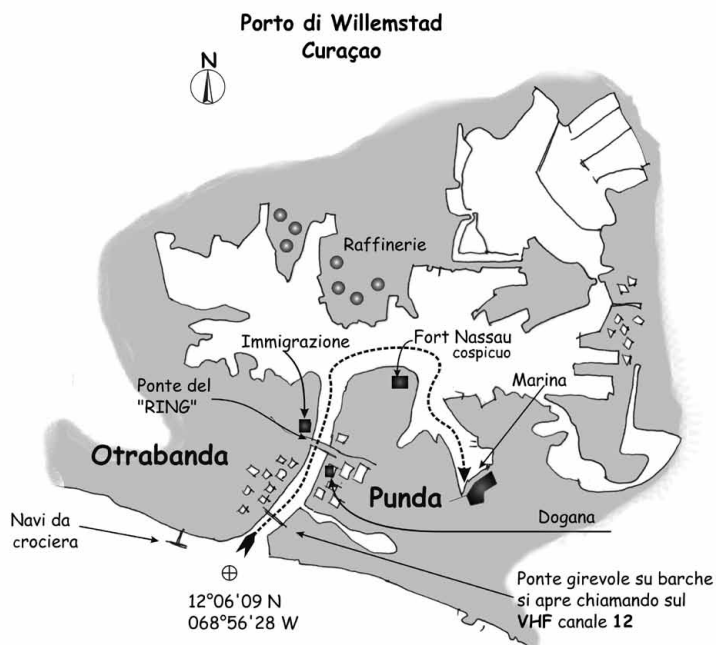 Porto di Willemstad
Curaçao
N
Raffinerie
Immigrazione
Fort Nassau
cospicuo
Marina
Ponte del
"RING"
Otrabanda
Punda
Dogana
Navi da
crociera
12°06'09 N
068°56'28 W
Ponte girevole su barche
si apre chiamando sul
VHF canale 12